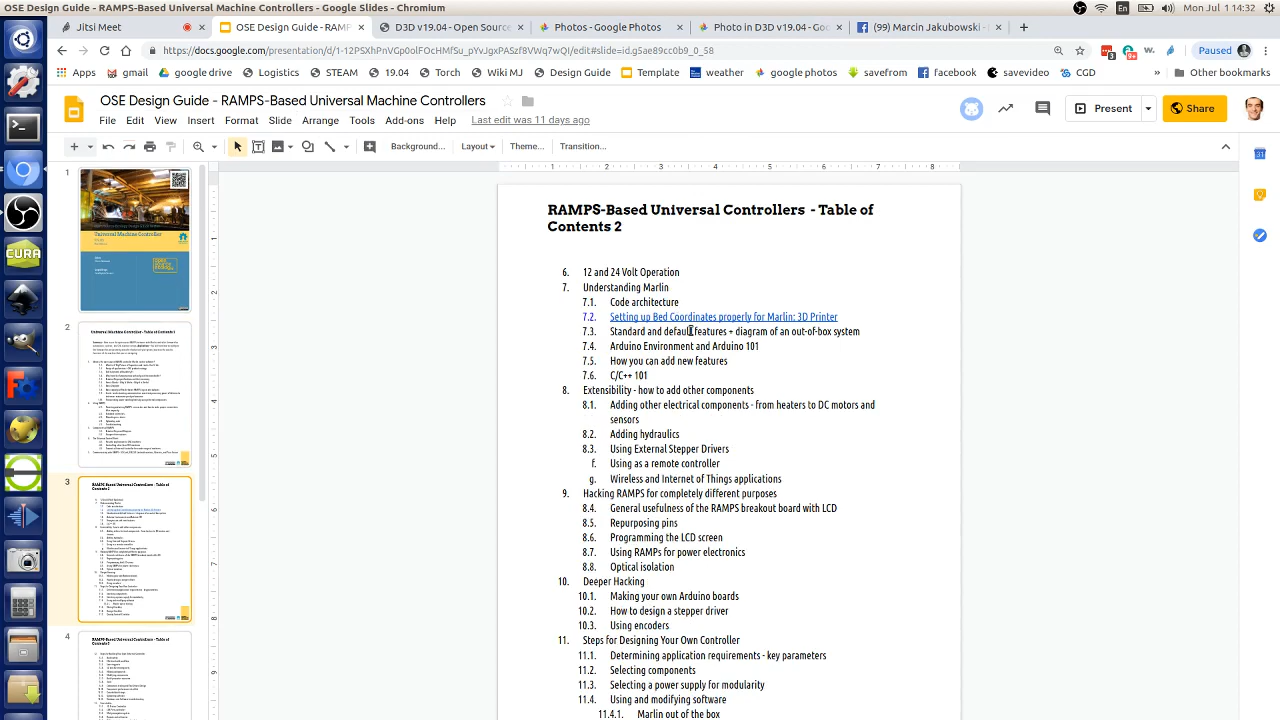 OSE Design Guide - RAMPS-Based Universal Machine Controllers - Google Slides - Chromium
En
Mon Jul 1 14:32
Jitsi Meet
OSE Design Guide - RAMP
D3D V19.04 - Open Source
Photos - Google Photos
Photo in D3D v19.04 - Goo
(99) Marcin Jakubowski -
https://docs.google.com/presentation/d/1-12PSXhPnVGp0olFOcHMfSu_pYvJgxPASzf8VWq7wQI/edit#slide=id.g5ae89cc0b9_0_58
Paused
Apps
gmail
google drive
Logistics
STEAM
19.04
Torch
Wiki MJ
Design Guide
Template
weather
google photos
savefrom
facebook
savevideo
CGD
»
Other bookmarks
OSE Design Guide - RAMPS-Based Universal Machine Controllers
File Edit View Insert Format Slide Arrange Tools Add-ons Help Last edit was 11 days ago
Present
Share
Background... Layout Theme... Transition...
1
2
3
4
CURA
RAMPS-Based Universal Controllers - Table of
Contents 2
6. 12 and 24 Volt Operation
7. Understanding Marlin
7.1. Code architecture
7.2. Setting up Bed Coordinates properly for Marlin: 3D Printer
7.3. Standard and default features + diagram of an out-of-box system
7.4. Arduino Environment and Arduino 101
7.5. How you can add new features
7.6. C/C++ 101
8. Extensibility - how to add other components
8.1. Adding other electrical components - from heaters to DC motors and
sensors
8.2. Adding hydraulics
8.3. Using External Stepper Drivers
f. Using as a remote controller
8.4. Wireless and Internet of Things applications
9. Hacking RAMPS for completely different purposes
8.5. Internal workings of the RAMPS board board with IO
8.5. Repurposing pins
8.6. Programming the LCD screen
8.7. Using RAMPs for power electronics
8.8. Optical isolation
10. Deeper Hacking
10.1. Making your own Arduino boards
10.2. How to design a stepper driver
10.3. Using encoders
11. Steps for Designing Your Own Controller
11.1. Determining application requirements - key parameters
11.2. Selecting components
11.3. Selecting a power supply for modularity
11.4. Using and modifying software
11.4.1. Marlin out of the box